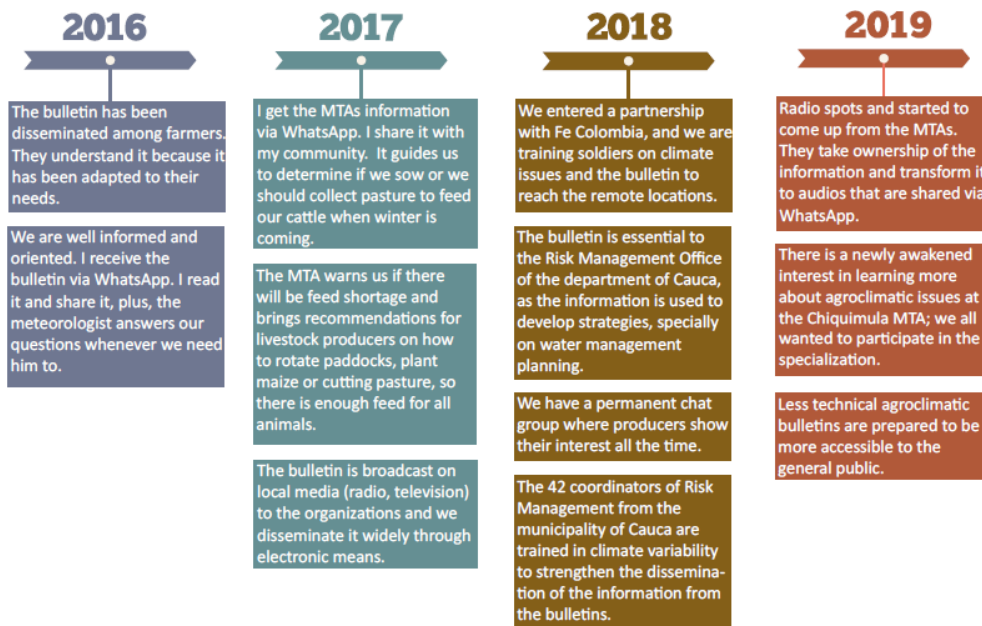 2016
The bulletin has been
disseminated among farmers.
They understand it because it
has been adapted to their
needs.
We are well informed and
oriented. I receive the
bulletin via WhatsApp. I read
it and share it, plus, the
meteorologist answers our
questions whenever we need
him to.
2017
I get the MTAs information
via WhatsApp. I share it with
my community. It guides us
to determine if we sow or we
should collect pasture to feed
our cattle when winter is
coming.
The MTA warns us if there
will be feed shortage and
brings recommendations for
livestock producers on how
to rotate paddocks, plant
maize or cutting pasture, so
there is enough feed for all
animals.
The bulletin is broadcast on
local media (radio, television)
to the organizations and we
disseminate it widely through
electronic means.
2018
We entered a partnership
with Fe Colombia, and we are
training soldiers on climate
issues and the bulletin to
reach the remote locations.
The bulletin is essential to
the Risk Management Office
of the department of Cauca,
as the information is used to
develop strategies, specially
on water management
planning.
We have a permanent chat
group where producers show
their interest all the time.
The 42 coordinators of Risk
Management from the
municipality of Cauca are
trained in climate variability
to strengthen the dissemina-
tion of the information from
the bulletins.
2019
Radio spots and started to
come up from the MTAs.
They take ownership of the
information and transform it
to audios that are shared via
WhatsApp.
There is a newly awakened
interest in learning more
about agroclimatic issues at
the Chiquimula MTA; we all
wanted to participate in the
specialization.
Less technical agroclimatic
bulletins are prepared to be
more accessible to the
general public.